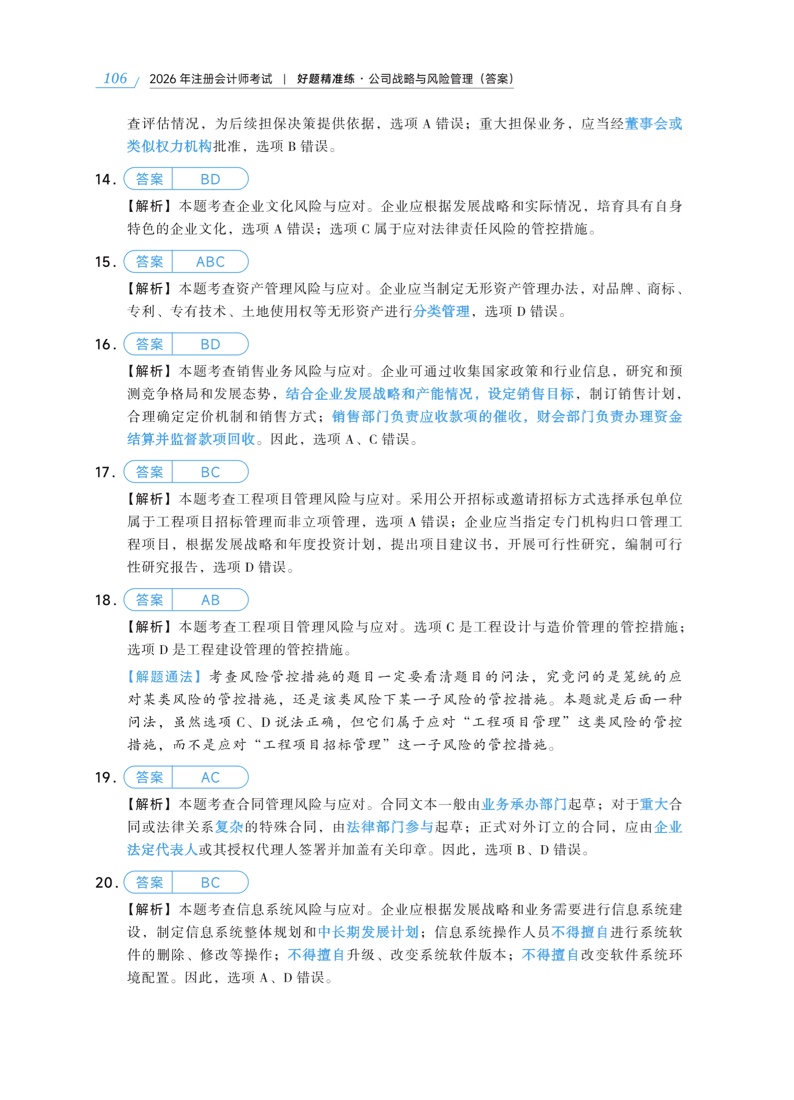 106 2026 年注册会计师考试 | 好题精准练·公司战略与风险管理（答案）
查评估情况，为后续担保决策提供依据，选项 A 错误；重大担保业务，应当经董事会或
类似权力机构批准，选项 B 错误。
14. 答案 BD
【解析】本题考查企业文化风险与应对。企业应根据发展战略和实际情况，培育具有自身
特色的企业文化，选项 A 错误；选项 C 属于应对法律责任风险的管控措施。
15. 答案 ABC
【解析】本题考查资产管理风险与应对。企业应当制定无形资产管理办法，对品牌、商标、
专利、专有技术、土地使用权等无形资产进行分类管理，选项 D 错误。
16. 答案 BD
【解析】本题考查销售业务风险与应对。企业可通过收集国家政策和行业信息，研究和预
测竞争格局和发展态势，结合企业发展战略和产能情况，设定销售目标，制订销售计划，
合理确定定价机制和销售方式；销售部门负责应收款项的催收，财会部门负责办理资金
结算并监督款项回收。因此，选项 A、C 错误。
17. 答案 BC
【解析】本题考查工程项目管理风险与应对。采用公开招标或邀请招标方式选择承包单位
属于工程项目招标管理而非立项管理，选项 A 错误；企业应当指定专门机构归口管理工
程项目，根据发展战略和年度投资计划，提出项目建议书，开展可行性研究，编制可行
性研究报告，选项 D 错误。
18. 答案 AB
【解析】本题考查工程项目管理风险与应对。选项 C 是工程设计与造价管理的管控措施；
选项 D 是工程建设管理的管控措施。
【解题通法】考查风险管控措施的题目一定要看清题目的问法，究竟问的是笼统的应
对某类风险的管控措施，还是该类风险下某一子风险的管控措施。本题就是后面一种
问法，虽然选项 C、D 说法正确，但它们属于应对“工程项目管理”这类风险的管控
措施，而不是应对“工程项目招标管理”这一子风险的管控措施。
19. 答案 AC
【解析】本题考查合同管理风险与应对。合同文本一般由业务承办部门起草；对于重大合
同或法律关系复杂的特殊合同，由法律部门参与起草；正式对外订立的合同，应由企业
法定代表人或其授权代理人签署并加盖有关印章。因此，选项 B、D 错误。
20. 答案 BC
【解析】本题考查信息系统风险与应对。企业应根据发展战略和业务需要进行信息系统建
设，制定信息系统整体规划和中长期发展计划；信息系统操作人员不得擅自进行系统软
件的删除、修改等操作；不得擅自升级、改变系统软件版本；不得擅自改变软件系统环
境配置。因此，选项 A、D 错误。